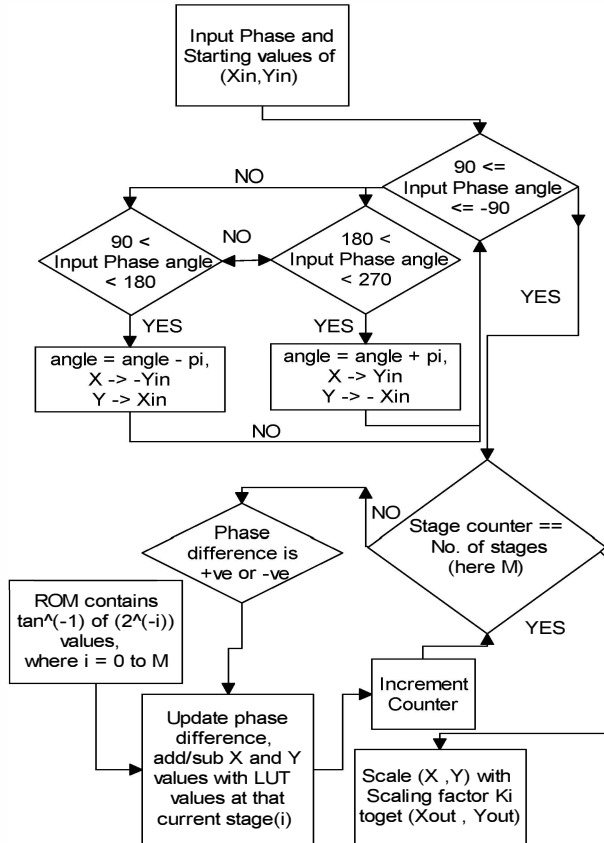 Input Phase and
Starting values of
(Xin,Yin)
90 <=
Input Phase angle
<= -90
NO
YES
90 <
Input Phase angle
< 180
NO
180 <
Input Phase angle
< 270
YES
YES
angle = angle - pi,
X -> -Yin
Y -> Xin
angle = angle + pi,
X -> Yin
Y -> - Xin
NO
Stage counter ==
No. of stages
(here M)
NO
YES
Phase
difference is
+ve or -ve
ROM contains
tan^(-1) of (2^(-i))
values,
where i = 0 to M
Update phase
difference,
add/sub X and Y
values with LUT
values at that
current stage(i)
Increment
Counter
Scale (X ,Y) with
Scaling factor Ki
toget (Xout , Yout)